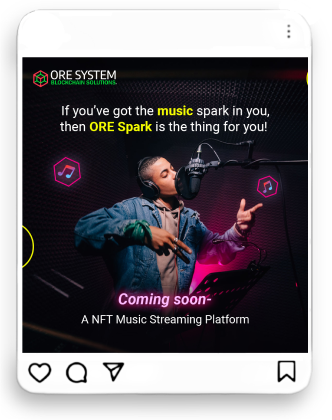 ORE SYSTEM
BLOCKCHAIN SOLUTIONS
If you've got the music spark in you,
then ORE Spark is the thing for you!
Coming soon-
A NFT Music Streaming Platform